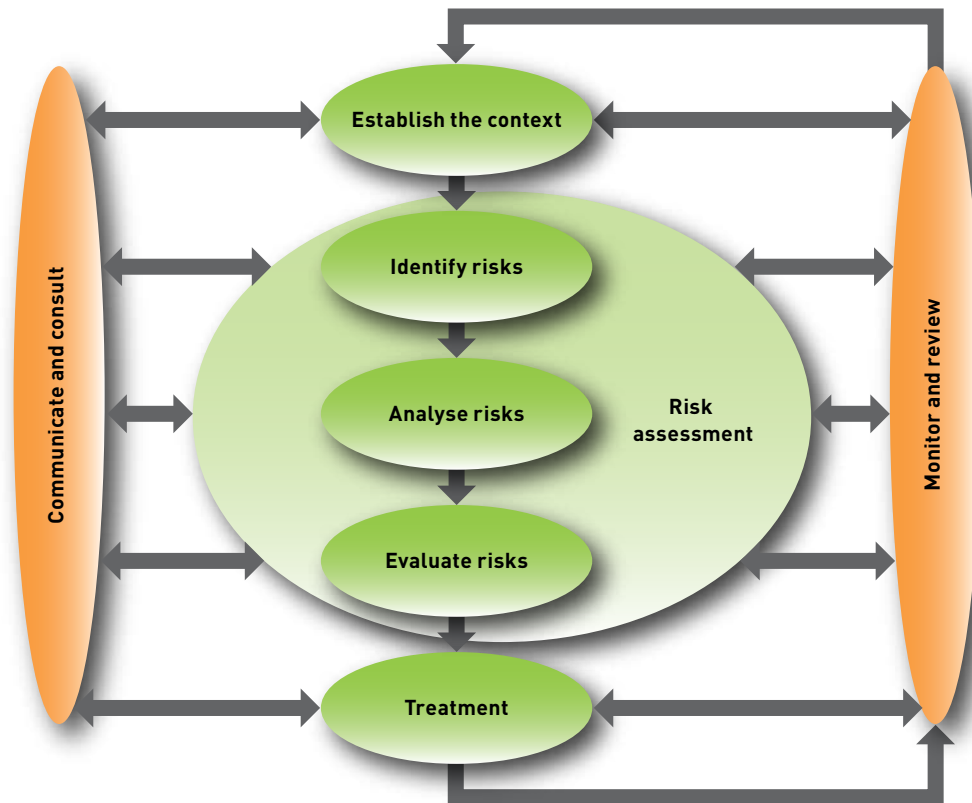 Establish the context
Communicate and consult
Identify risks
Analyse risks
Risk
assessment
Evaluate risks
Treatment
Monitor and review